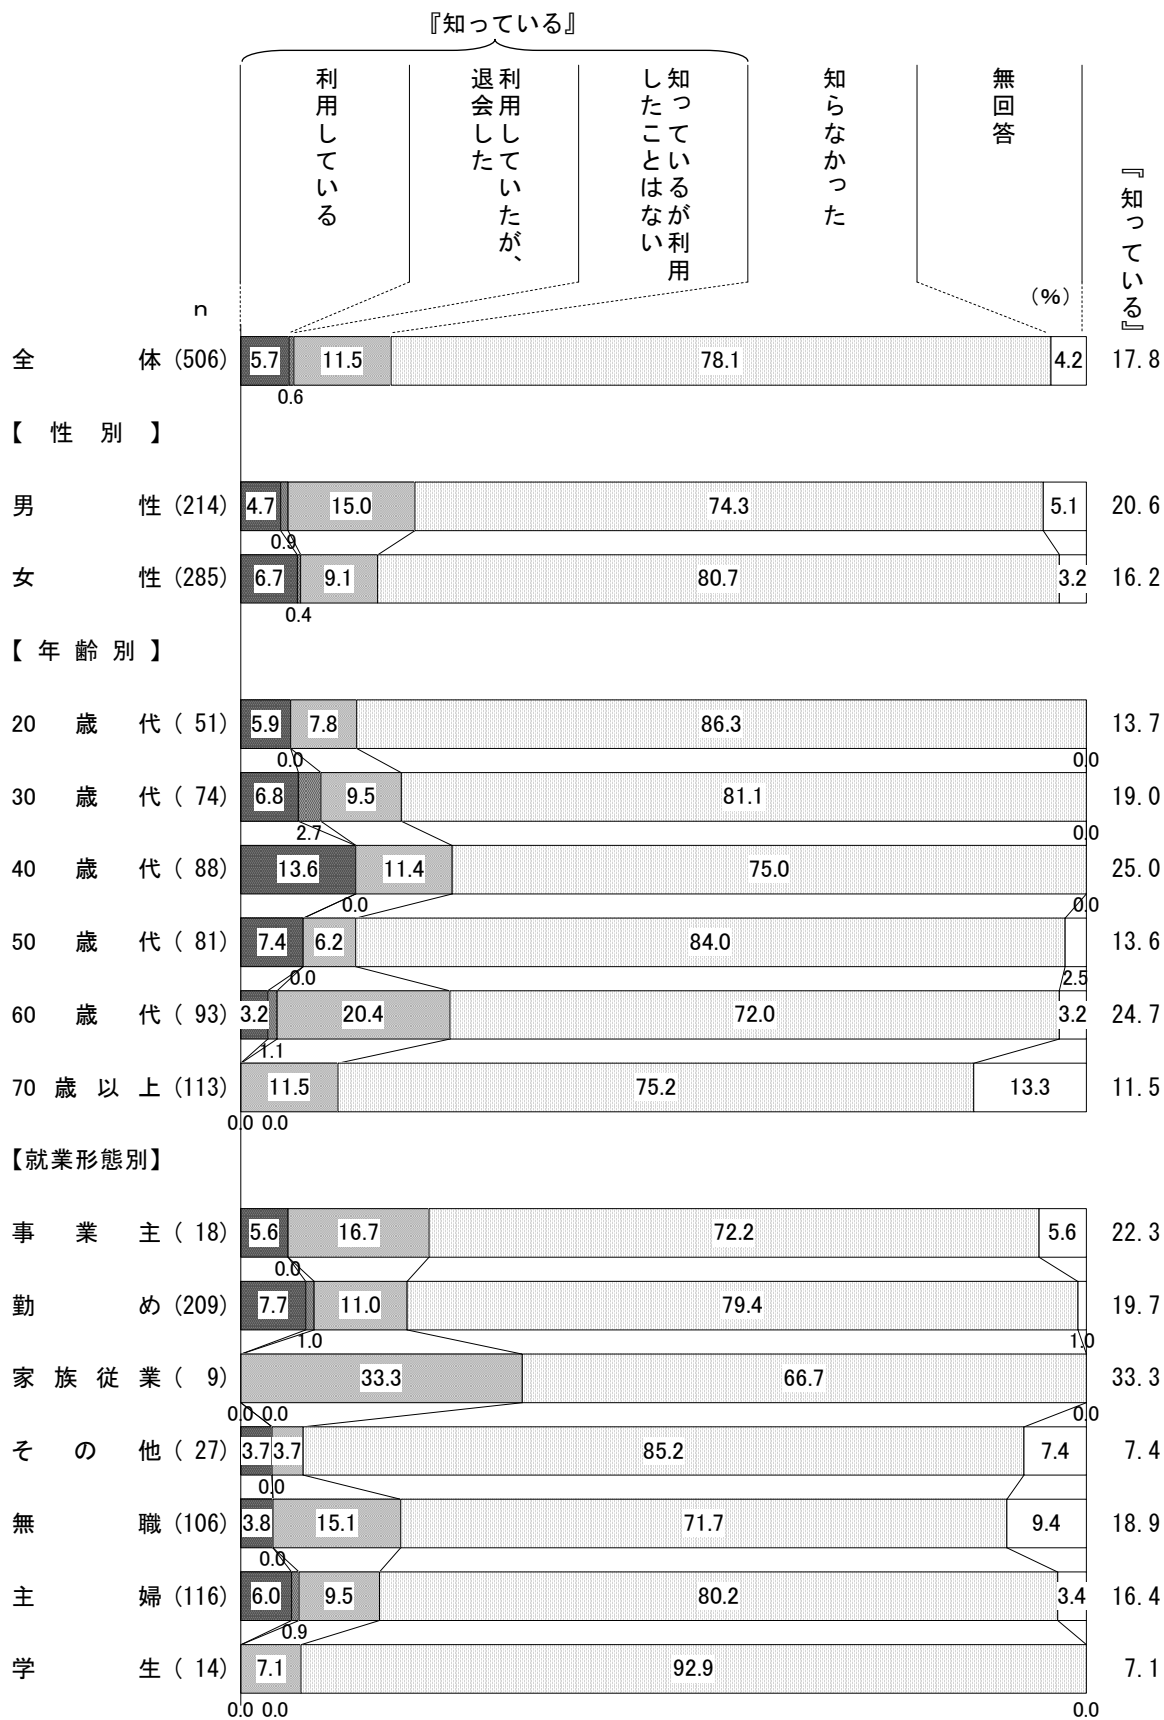 『知っている』
利用している
利用していたが、
退会した
知っているが利用
したことはない
知らなかった
無回答
『知っている』
n
(%)
全体 (506) 5.7 11.5 78.1 4.2 17.8
0.6
【性別】
男性 (214) 4.7 15.0 74.3 5.1 20.6
0.9
女性 (285) 6.7 9.1 80.7 3.2 16.2
0.4
【年齢別】
20歳代 ( 51) 5.9 7.8 86.3 13.7
0.0 0.0
30歳代 ( 74) 6.8 9.5 81.1 19.0
2.7 0.0
40歳代 ( 88) 13.6 11.4 75.0 25.0
0.0 0.0
50歳代 ( 81) 7.4 6.2 84.0 13.6
0.0 2.5
60歳代 ( 93) 3.2 20.4 72.0 3.2 24.7
1.1
70歳以上 (113) 11.5 75.2 13.3 11.5
0.0 0.0
【就業形態別】
事業主 ( 18) 5.6 16.7 72.2 5.6 22.3
0.0
勤め (209) 7.7 11.0 79.4 19.7
1.0 1.0
家族従業 ( 9) 33.3 66.7 33.3
0.0 0.0 0.0
その他 ( 27) 3.7 3.7 85.2 7.4 7.4
0.0
無職 (106) 3.8 15.1 71.7 9.4 18.9
0.0
主婦 (116) 6.0 9.5 80.2 3.4 16.4
0.9
学生 ( 14) 7.1 92.9 7.1
0.0 0.0 0.0